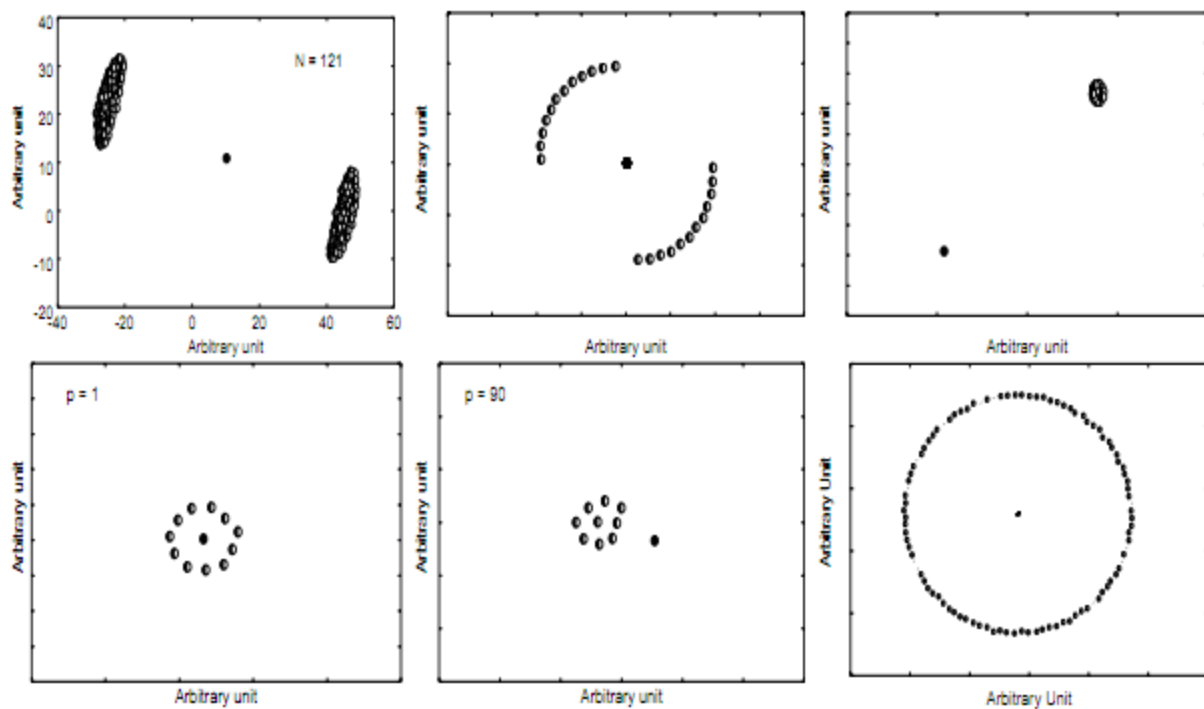 40
30
20
10
0
-10
-20
-40
-20
0
20
40
60
N = 121
Arbitrary unit
Arbitrary unit
Arbitrary unit
Arbitrary unit
Arbitrary unit
Arbitrary unit
p = 1
Arbitrary unit
Arbitrary unit
p = 90
Arbitrary unit
Arbitrary unit
Arbitrary Unit
Arbitrary Unit